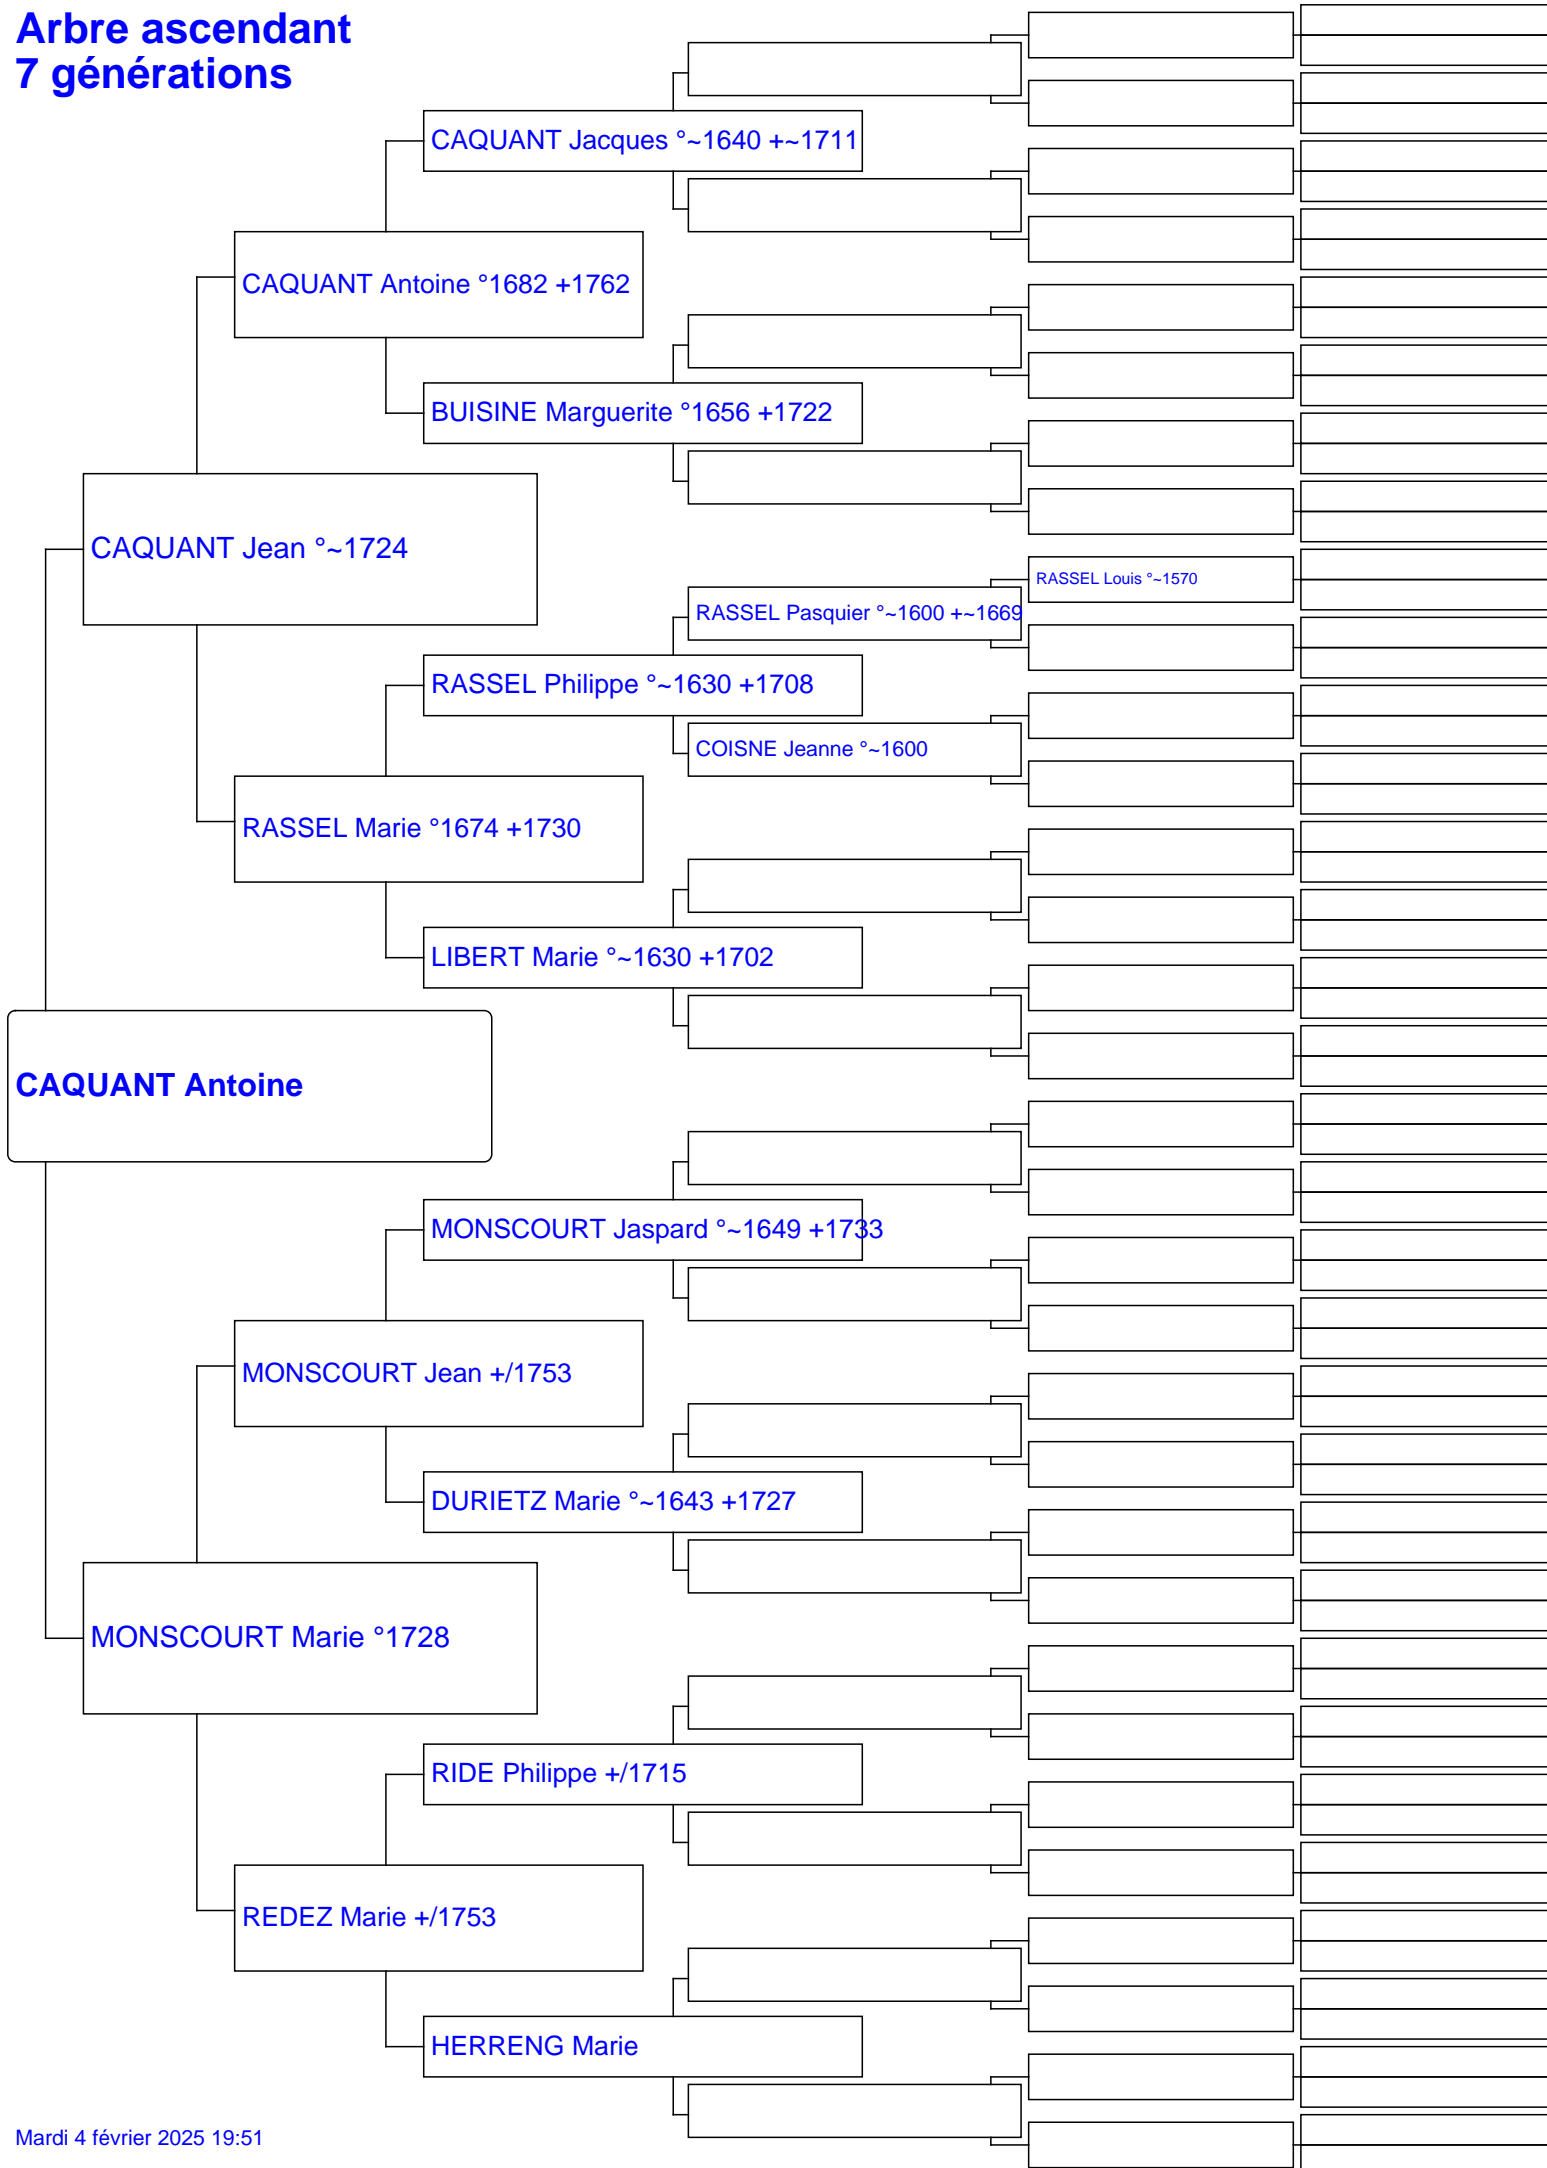 Arbre ascendant
7 générations
CAQUANT Jacques °~1640 +~1711
CAQUANT Antoine °1682 +1762
BUISINE Marguerite °1656 +1722
CAQUANT Jean °~1724
RASSEL Louis °~1570
RASSEL Pasquier °~1600 +~1669
RASSEL Philippe °~1630 +1708
COISNE Jeanne °~1600
RASSEL Marie °1674 +1730
LIBERT Marie °~1630 +1702
CAQUANT Antoine
MONSCOURT Jaspard °~1649 +1733
MONSCOURT Jean +/1753
DURIETZ Marie °~1643 +1727
MONSCOURT Marie °1728
RIDE Philippe +/1715
REDEZ Marie +/1753
HERRENG Marie
Mardi 4 février 2025 19:51